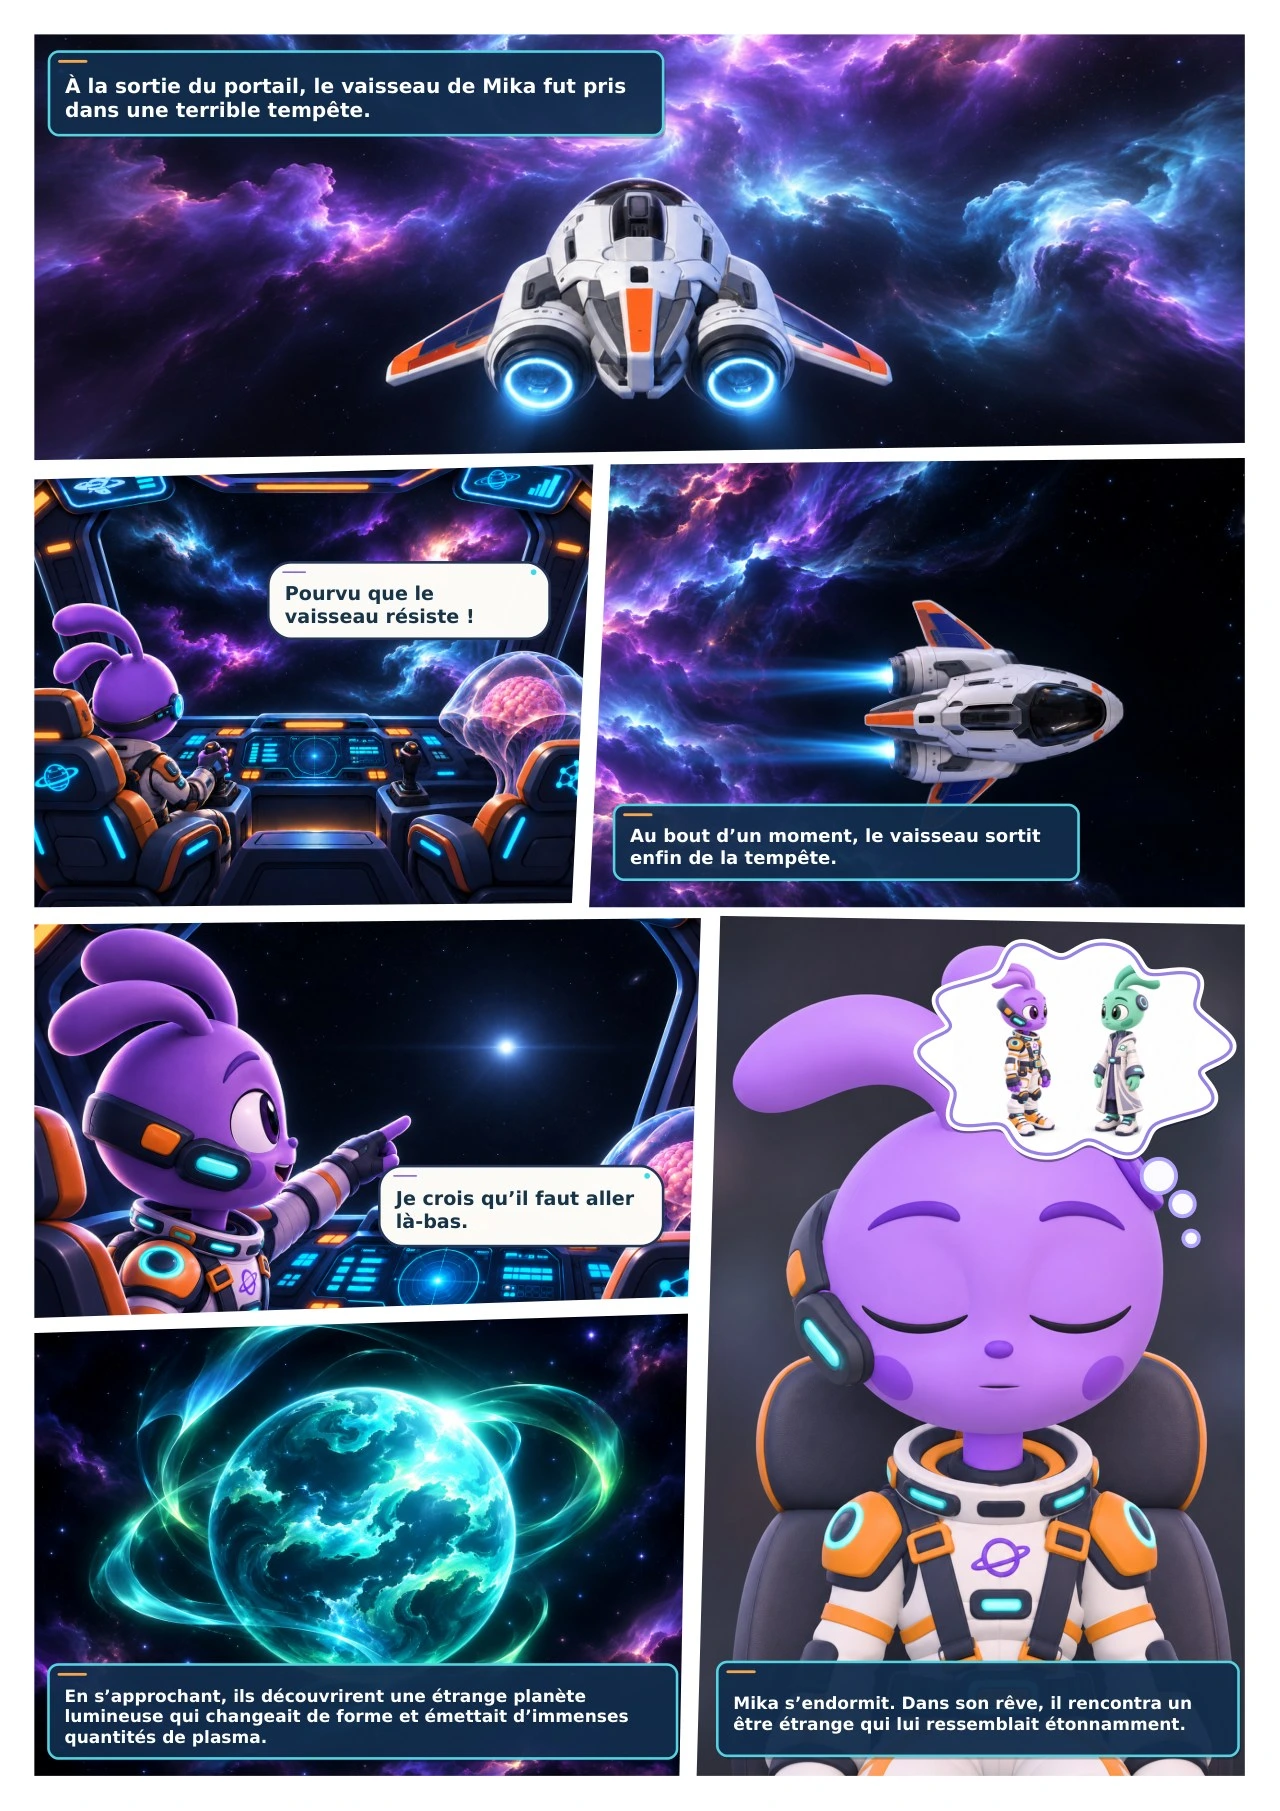 À la sortie du portail, le vaisseau de Mika fut pris
dans une terrible tempête.
Pourvu que le
vaisseau résiste !
Au bout d’un moment, le vaisseau sortit
enfin de la tempête.
Je crois qu’il faut aller
là-bas.
En s’approchant, ils découvrirent une étrange planète
lumineuse qui changeait de forme et émettait d’immenses
quantités de plasma.
Mika s’endormit. Dans son rêve, il rencontra un
être étrange qui lui ressemblait étonnamment.